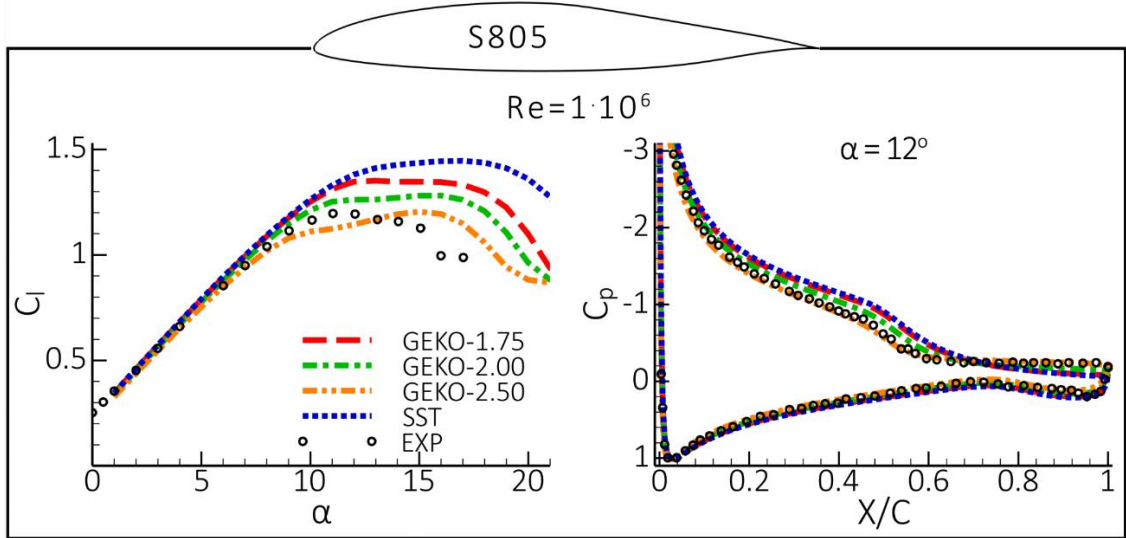 S805
Re=1·10⁶
1.5
1
0.5
Cl
0
5
10
15
20
α
GEKO-1.75
GEKO-2.00
GEKO-2.50
SST
EXP
α=12º
-3
-2
-1
0
1
Cp
0
0.2
0.4
0.6
0.8
1
X/C